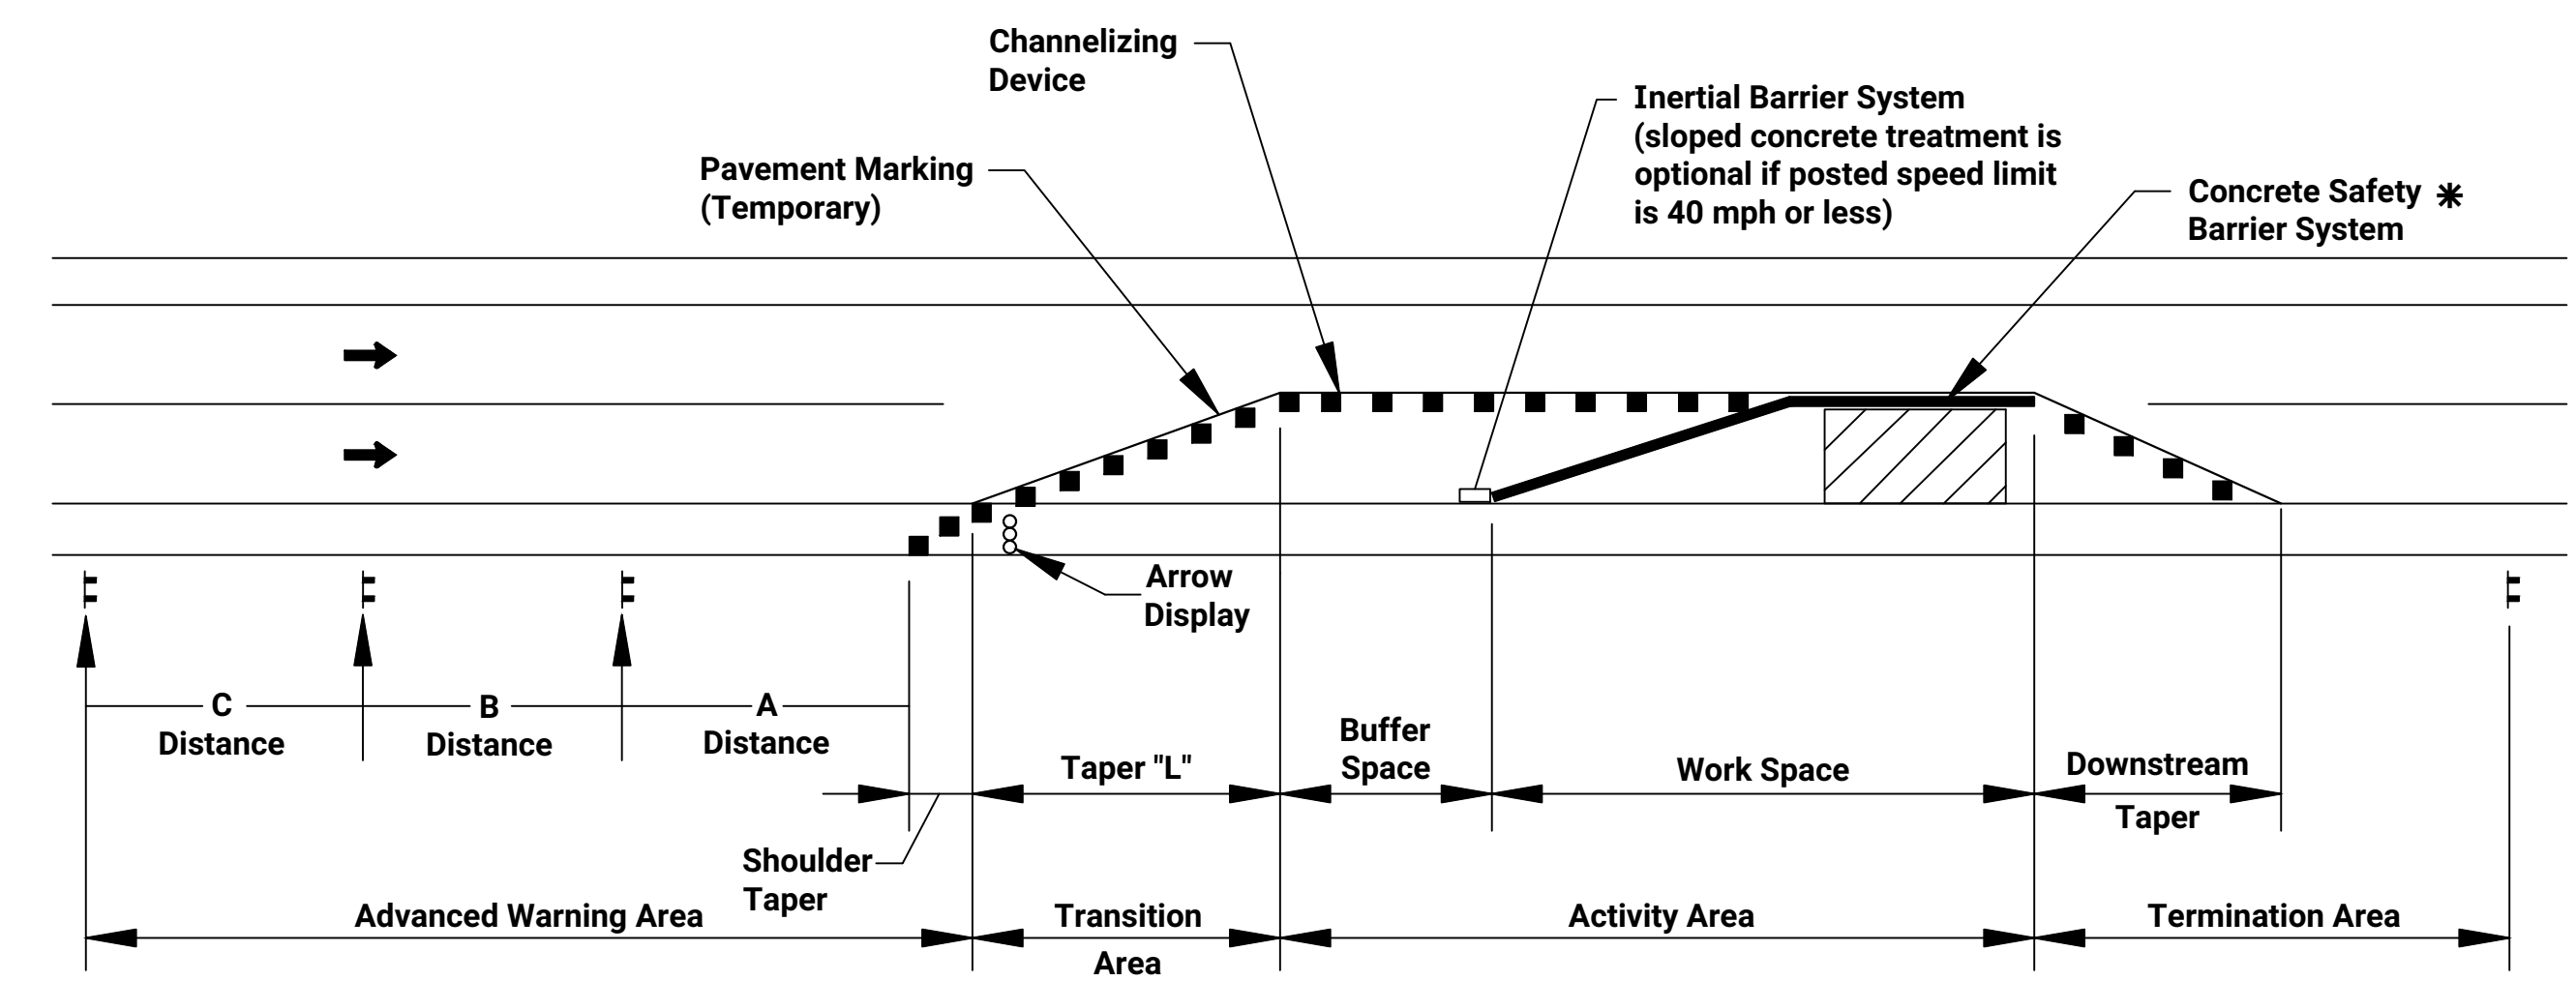 Channelizing
Device
Inertial Barrier System
(sloped concrete treatment is
optional if posted speed limit
is 40 mph or less)
Pavement Marking
(Temporary)
Concrete Safety *
Barrier System
Arrow
Display
C
Distance
B
Distance
A
Distance
Shoulder
Taper
Taper "L"
Buffer
Space
Work Space
Downstream
Taper
Advanced Warning Area
Transition
Area
Activity Area
Termination Area